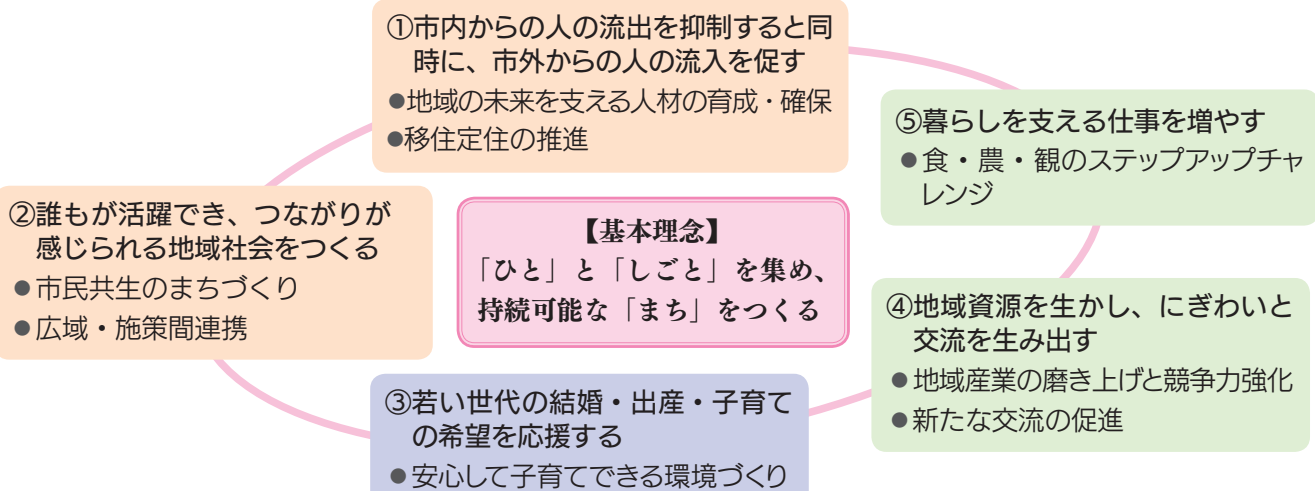 ①市内からの人の流出を抑制すると同
時に、市外からの人の流入を促す
●地域の未来を支える人材の育成・確保
●移住定住の推進
②誰もが活躍でき、つながりが
感じられる地域社会をつくる
●市民共生のまちづくり
●広域・施策間連携
【基本理念】
「ひと」と「しごと」を集め、
持続可能な「まち」をつくる
③若い世代の結婚・出産・子育て
の希望を応援する
●安心して子育てできる環境づくり
④地域資源を生かし、にぎわいと
交流を生み出す
●地域産業の磨き上げと競争力強化
●新たな交流の促進
⑤暮らしを支える仕事を増やす
●食・農・観のステップアップチャ
レンジ